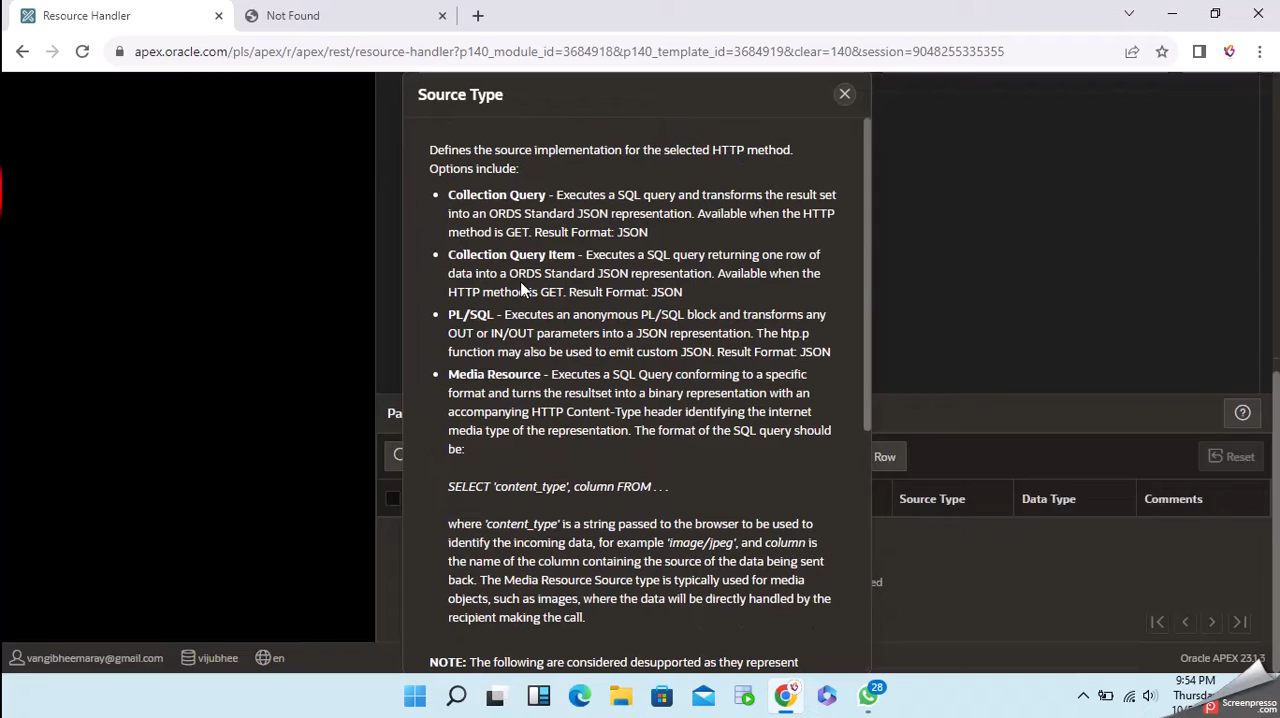 Resource Handler
Not Found
apex.oracle.com/pls/apex/r/apex/rest/resource-handler?p140_module_id=3684918&p140_template_id=3684919&clear=140&session=9048255335355
Source Type
Defines the source implementation for the selected HTTP method.
Options include:
• Collection Query - Executes a SQL query and transforms the result set
into an ORDS Standard JSON representation. Available when the HTTP
method is GET. Result Format: JSON
• Collection Query Item - Executes a SQL query returning one row of
data into a ORDS Standard JSON representation. Available when the
HTTP method is GET. Result Format: JSON
• PL/SQL - Executes an anonymous PL/SQL block and transforms any
OUT or IN/OUT parameters into a JSON representation. The htp.p
function may also be used to emit custom JSON. Result Format: JSON
• Media Resource - Executes a SQL Query conforming to a specific
format and turns the resultset into a binary representation with an
accompanying HTTP Content-Type header identifying the internet
media type of the representation. The format of the SQL query should
be:
SELECT 'content_type', column FROM . . .
where 'content_type' is a string passed to the browser to be used to
identify the incoming data, for example 'image/jpeg', and column is
the name of the column containing the source of the data being sent
back. The Media Resource Source type is typically used for media
objects, such as images, where the data will be directly handled by the
recipient making the call.
NOTE: The following are considered desupported as they represent
Pa
Row
Reset
Source Type
Data Type
Comments
ed
vangibheemaray@gmail.com
vijubhee
en
Oracle APEX 23.1.3
28
9:54 PM
Thursday
10/
Screenpresso
.com